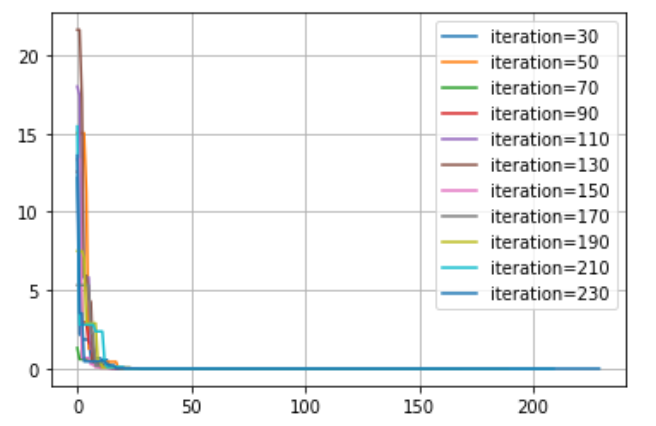 20
15
10
5
0
0
50
100
150
200
iteration=30
iteration=50
iteration=70
iteration=90
iteration=110
iteration=130
iteration=150
iteration=170
iteration=190
iteration=210
iteration=230